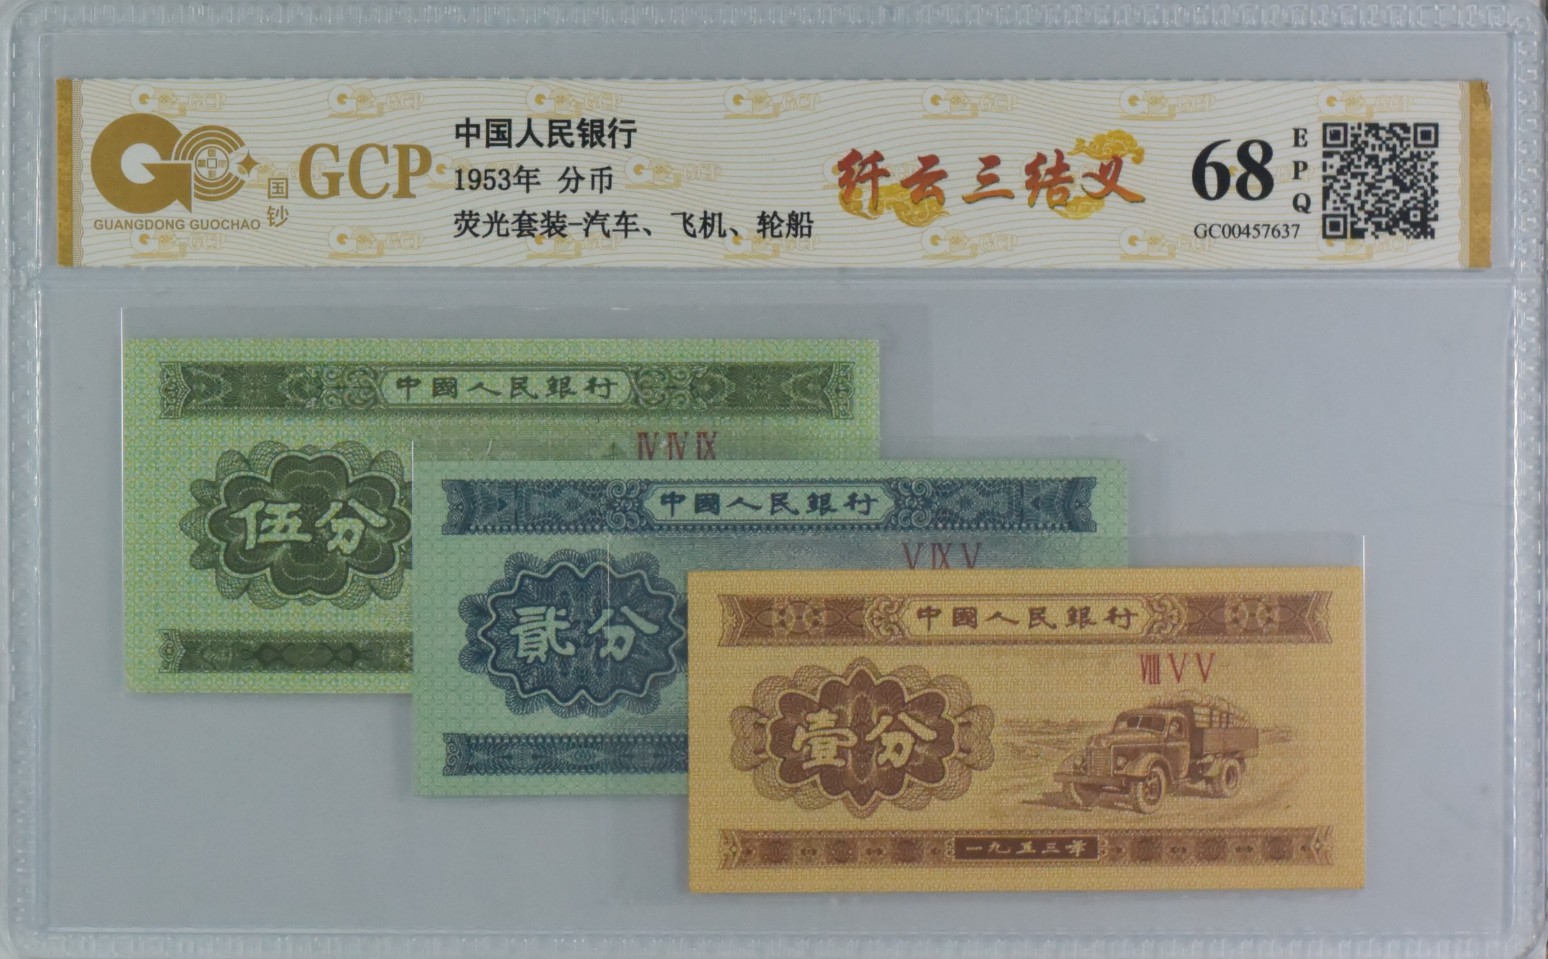 GUANGDONG GUOCHAO
国钞
GCP
中国人民银行
1953年 分币
荧光套装-汽车、飞机、轮船
纤云三结义
68
EPQ
GC00457637
中國人民銀行
IV IV IX
伍分
中國人民銀行
V IX V
貳分
中國人民銀行
VIII V V
壹分
一九五三年